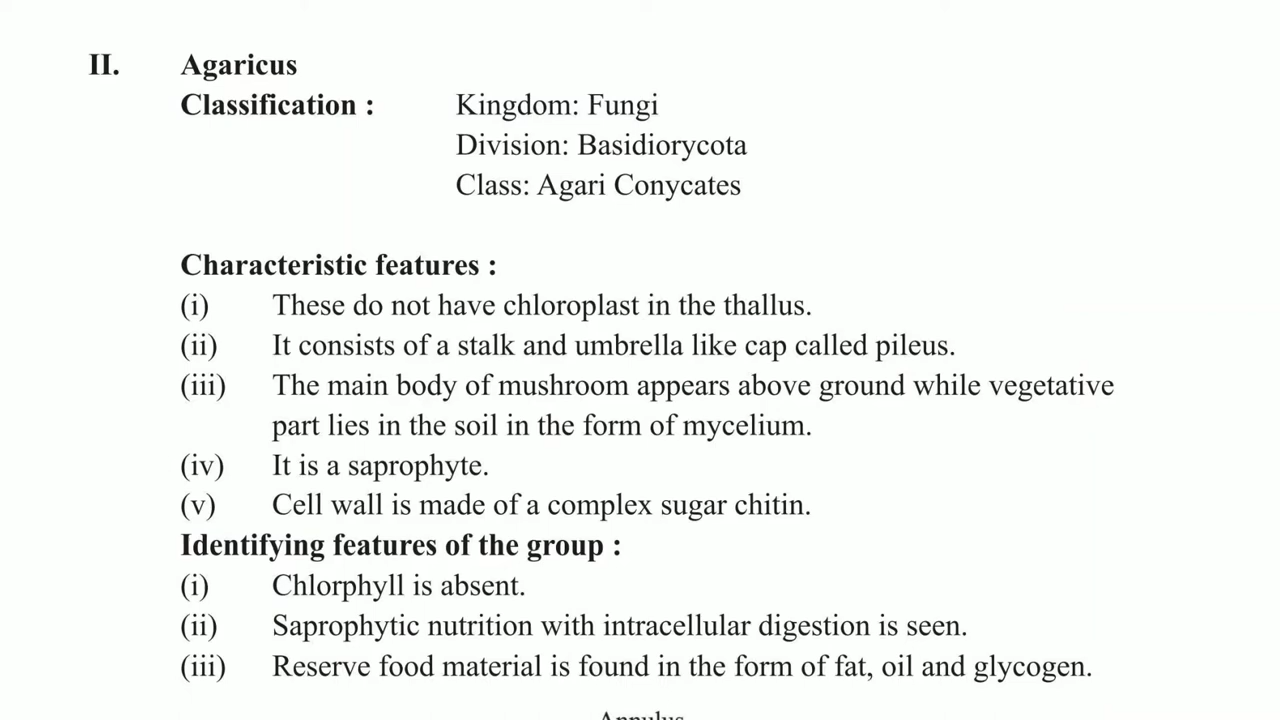 II. Agaricus
Classification : Kingdom: Fungi
Division: Basidiorycota
Class: Agari Conycates
Characteristic features :
(i) These do not have chloroplast in the thallus.
(ii) It consists of a stalk and umbrella like cap called pileus.
(iii) The main body of mushroom appears above ground while vegetative
part lies in the soil in the form of mycelium.
(iv) It is a saprophyte.
(v) Cell wall is made of a complex sugar chitin.
Identifying features of the group :
(i) Chlorphyll is absent.
(ii) Saprophytic nutrition with intracellular digestion is seen.
(iii) Reserve food material is found in the form of fat, oil and glycogen.
Annulus